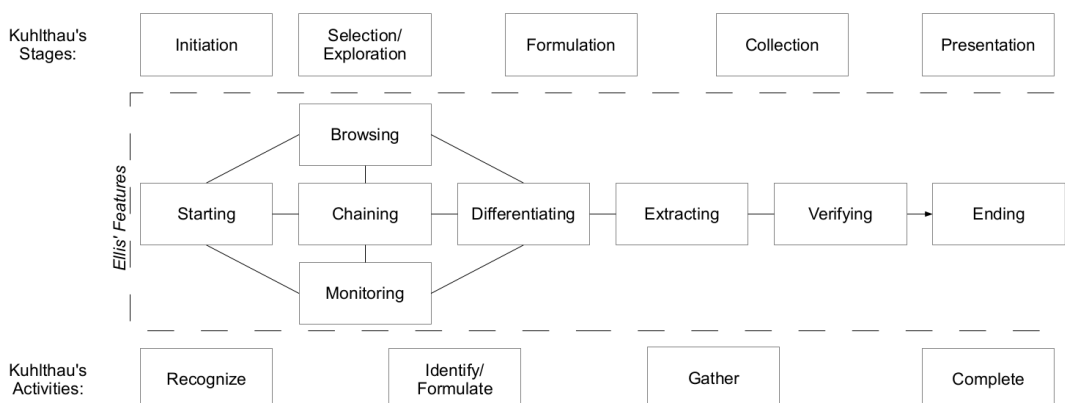 Kuhlthau's
Stages:
Initiation
Selection/
Exploration
Formulation
Collection
Presentation
Ellis' Features
Browsing
Starting
Chaining
Differentiating
Extracting
Verifying
Ending
Monitoring
Kuhlthau's
Activities:
Recognize
Identify/
Formulate
Gather
Complete